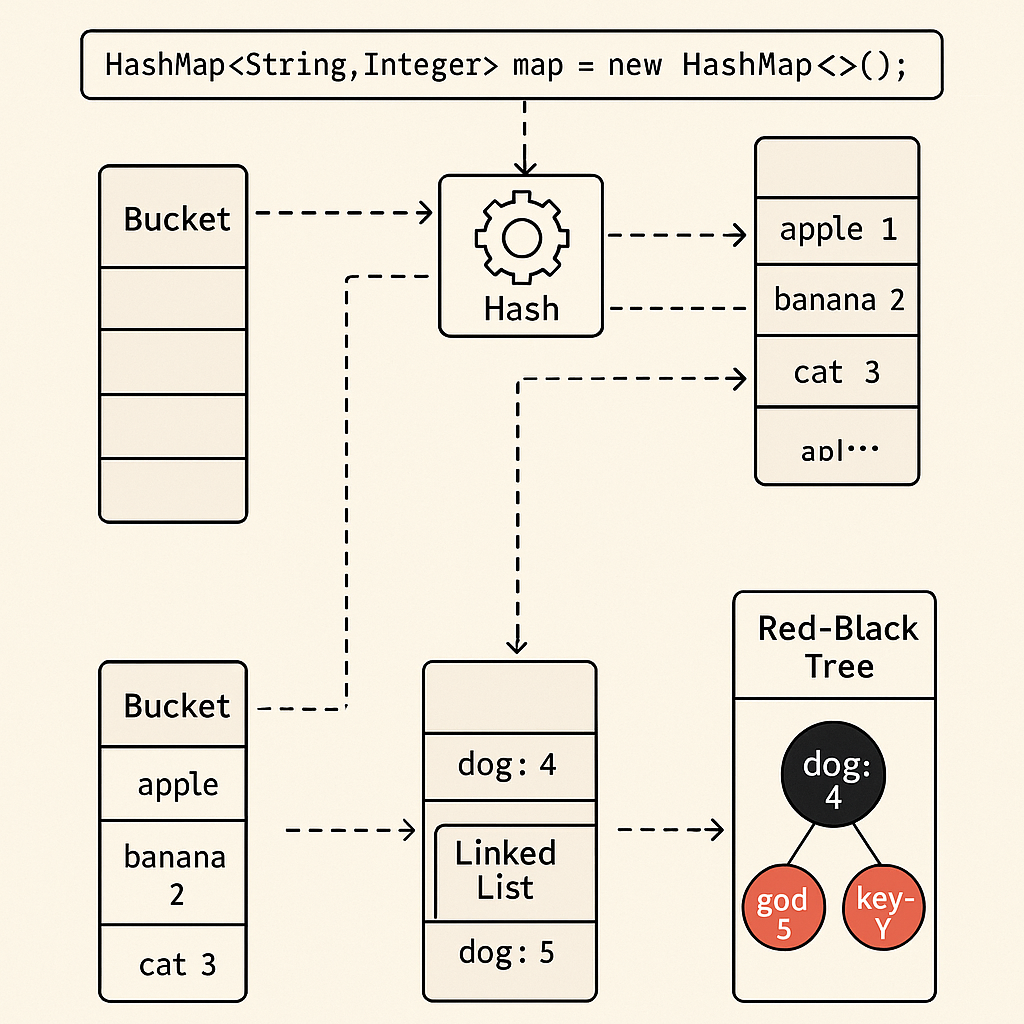 HashMap<String,Integer> map = new HashMap<>();
Bucket
Hash
apple 1
banana 2
cat 3
apl...
Bucket
apple
banana
2
cat 3
dog: 4
Linked
List
dog: 5
Red-Black
Tree
dog:
4
god
5
key-
Y